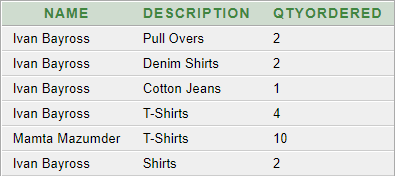 NAME DESCRIPTION QTYORDERED
Ivan Bayross Pull Overs 2
Ivan Bayross Denim Shirts 2
Ivan Bayross Cotton Jeans 1
Ivan Bayross T-Shirts 4
Mamta Mazumder T-Shirts 10
Ivan Bayross Shirts 2